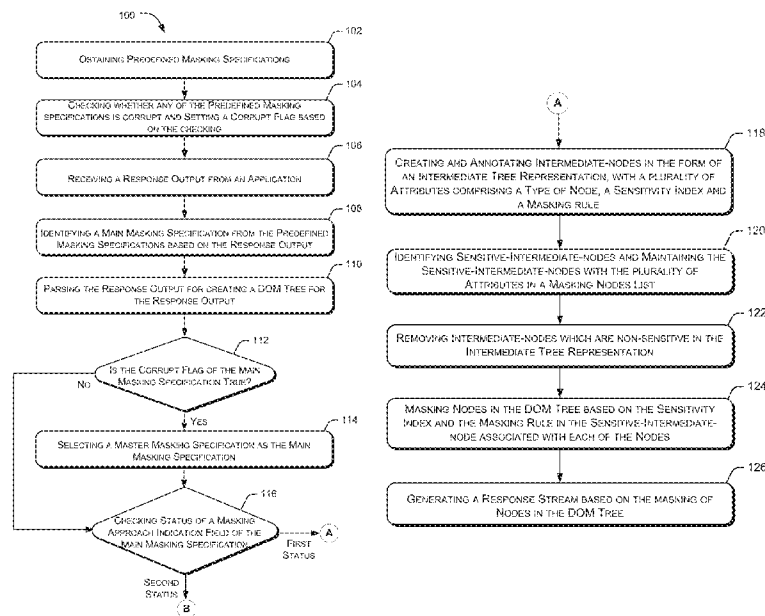 100
102
OBTAINING PREDEFINED MASKING SPECIFICATIONS
104
CHECKING WHETHER ANY OF THE PREDEFINED MASKING
SPECIFICATIONS IS CORRUPT AND SETTING A CORRUPT FLAG BASED
ON THE CHECKING
106
RECEIVING A RESPONSE OUTPUT FROM AN APPLICATION
108
IDENTIFYING A MAIN MASKING SPECIFICATION FROM THE PREDEFINED
MASKING SPECIFICATIONS BASED ON THE RESPONSE OUTPUT
110
PARSING THE RESPONSE OUTPUT FOR CREATING A DOM TREE FOR
THE RESPONSE OUTPUT
112
IS THE CORRUPT FLAG OF THE MAIN
MASKING SPECIFICATION TRUE?
NO
YES
114
SELECTING A MASTER MASKING SPECIFICATION AS THE MAIN
MASKING SPECIFICATION
116
CHECKING STATUS OF A MASKING
APPROACH INDICATION FIELD OF THE
MAIN MASKING SPECIFICATION
A
FIRST
STATUS
SECOND
STATUS
B
A
118
CREATING AND ANNOTATING INTERMEDIATE-NODES IN THE FORM OF
AN INTERMEDIATE TREE REPRESENTATION, WITH A PLURALITY OF
ATTRIBUTES COMPRISING A TYPE OF NODE, A SENSITIVITY INDEX AND
A MASKING RULE
120
IDENTIFYING SENSITIVE-INTERMEDIATE-NODES AND MAINTAINING THE
SENSITIVE-INTERMEDIATE-NODES WITH THE PLURALITY OF
ATTRIBUTES IN A MASKING NODES LIST
122
REMOVING INTERMEDIATE-NODES WHICH ARE NON-SENSITIVE IN THE
INTERMEDIATE TREE REPRESENTATION
124
MASKING NODES IN THE DOM TREE BASED ON THE SENSITIVITY
INDEX AND THE MASKING RULE IN THE SENSITIVE-INTERMEDIATE-
NODE ASSOCIATED WITH EACH OF THE NODES
126
GENERATING A RESPONSE STREAM BASED ON THE MASKING OF
NODES IN THE DOM TREE